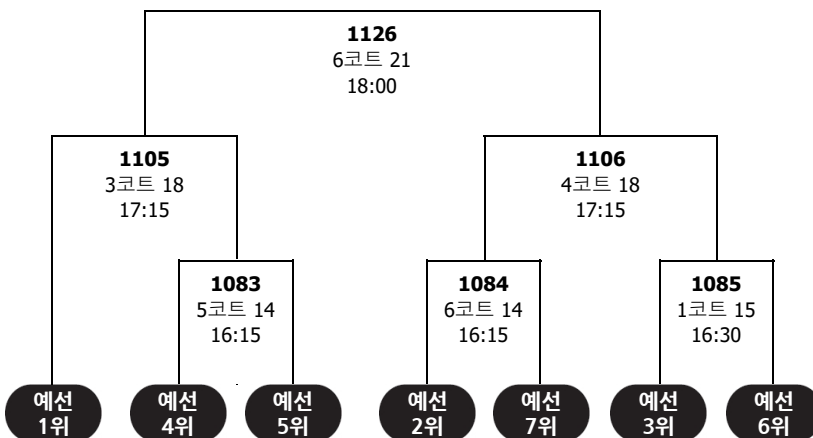 1126
6코트 21
18:00
1105
3코트 18
17:15
1106
4코트 18
17:15
1083
5코트 14
16:15
1084
6코트 14
16:15
1085
1코트 15
16:30
예선
1위
예선
4위
예선
5위
예선
2위
예선
7위
예선
3위
예선
6위